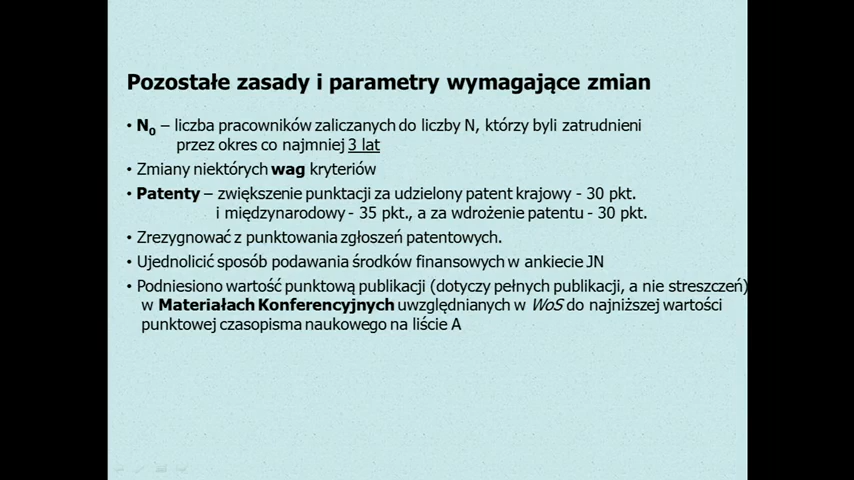 Pozostałe zasady i parametry wymagające zmian
• N₀ – liczba pracowników zaliczanych do liczby N, którzy byli zatrudnieni
przez okres co najmniej 3 lat
• Zmiany niektórych wag kryteriów
• Patenty – zwiększenie punktacji za udzielony patent krajowy - 30 pkt.
i międzynarodowy - 35 pkt., a za wdrożenie patentu - 30 pkt.
• Zrezygnować z punktowania zgłoszeń patentowych.
• Ujednolicić sposób podawania środków finansowych w ankiecie JN
• Podniesiono wartość punktową publikacji (dotyczy pełnych publikacji, a nie streszczeń)
w Materiałach Konferencyjnych uwzględnianych w WoS do najniższej wartości
punktowej czasopisma naukowego na liście A